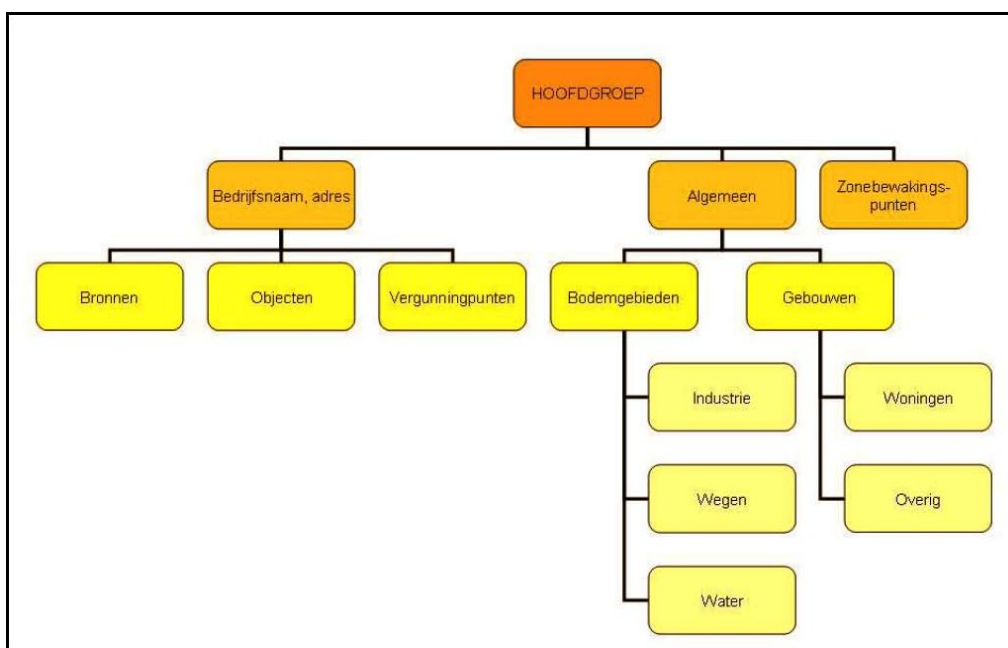 HOOFDGROEP
Bedrijfsnaam, adres
Algemeen
Zonebewakings-
punten
Bronnen
Objecten
Vergunningpunten
Bodemgebieden
Gebouwen
Industrie
Woningen
Wegen
Overig
Water